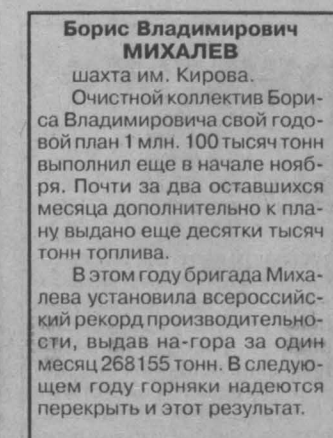 Борис Владимирович
МИХАЛЕВ
шахта им. Кирова.
Очистной коллектив Бори-
са Владимировича свой годо-
вой план 1 млн. 100 тысяч тонн
выполнил еще в начале нояб-
ря. Почти за два оставшихся
месяца дополнительно к пла-
ну выдано еще десятки тысяч
тонн топлива.
В этом году бригада Миха-
лева установила всероссийс-
кий рекорд производительно-
сти, выдав на-гора за один
месяц 268155 тонн. В следую-
щем году горняки надеются
перекрыть и этот результат.